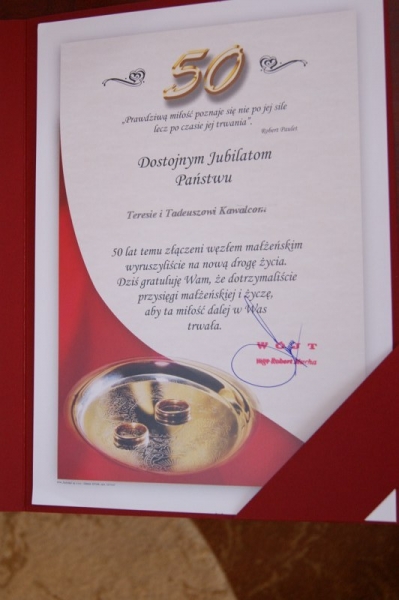 50
„Prawdziwą miłość poznaje się nie po jej sile
lecz po czasie jej trwania”.
Robert Poulet
Dostojnym Jubilatom
Państwu
Teresie i Tadeuszowi
50 lat temu złączeni węzłem małżeńskim
wyruszyliście na nową drogę życia.
Dziś gratuluję Wam, że dotrzymaliście
przysięgi małżeńskiej i życzę,
aby ta miłość dalej w Was
trwała.
WÓJT
mgr Robert